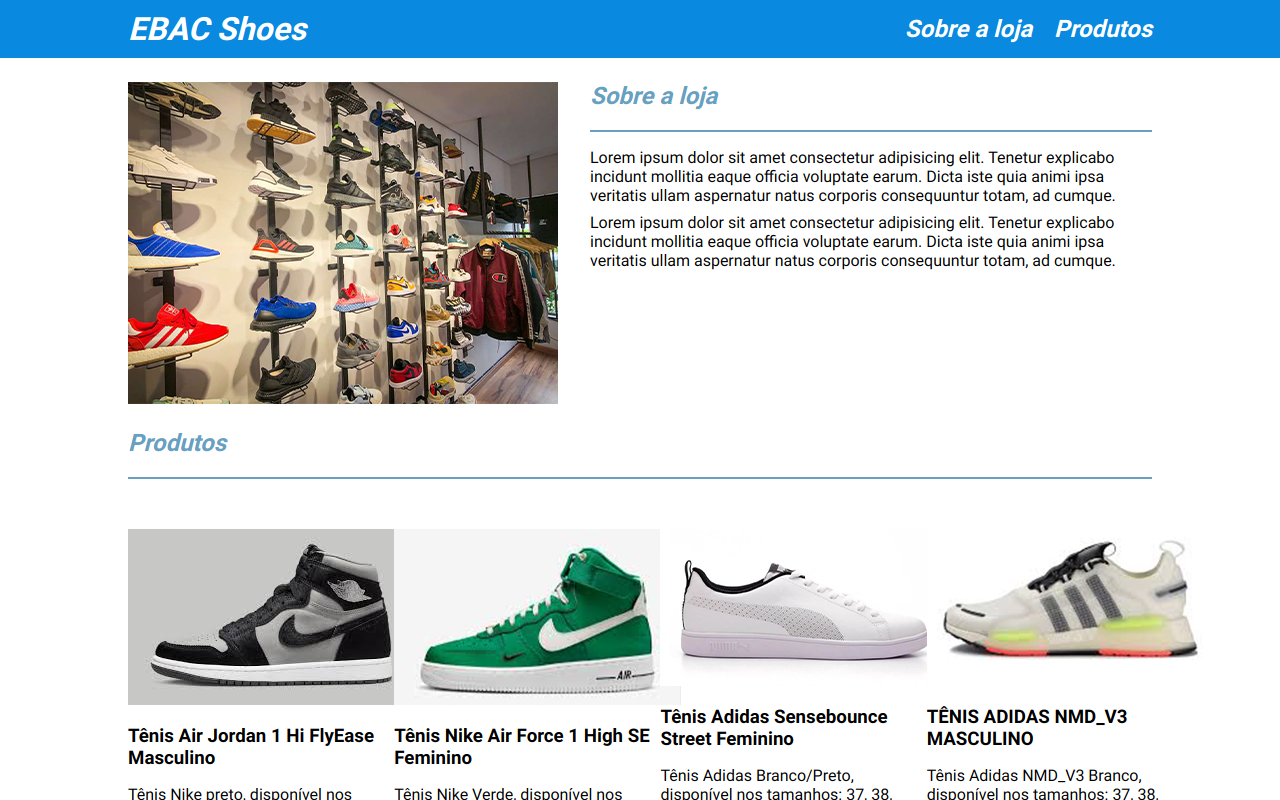 EBAC Shoes
Sobre a loja Produtos
Sobre a loja
Lorem ipsum dolor sit amet consectetur adipisicing elit. Tenetur explicabo
incidunt mollitia eaque officia voluptate earum. Dicta iste quia animi ipsa
veritatis ullam aspernatur natus corporis consequuntur totam, ad cumque.
Lorem ipsum dolor sit amet consectetur adipisicing elit. Tenetur explicabo
incidunt mollitia eaque officia voluptate earum. Dicta iste quia animi ipsa
veritatis ullam aspernatur natus corporis consequuntur totam, ad cumque.
Produtos
AIR
Tênis Air Jordan 1 Hi FlyEase
Masculino
Tênis Nike preto, disponível nos
Tênis Nike Air Force 1 High SE
Feminino
Tênis Nike Verde, disponível nos
Tênis Adidas Sensebounce
Street Feminino
Tênis Adidas Branco/Preto,
disponível nos tamanhos: 37, 38,
TÊNIS ADIDAS NMD_V3
MASCULINO
Tênis Adidas NMD_V3 Branco,
disponível nos tamanhos: 37, 38,